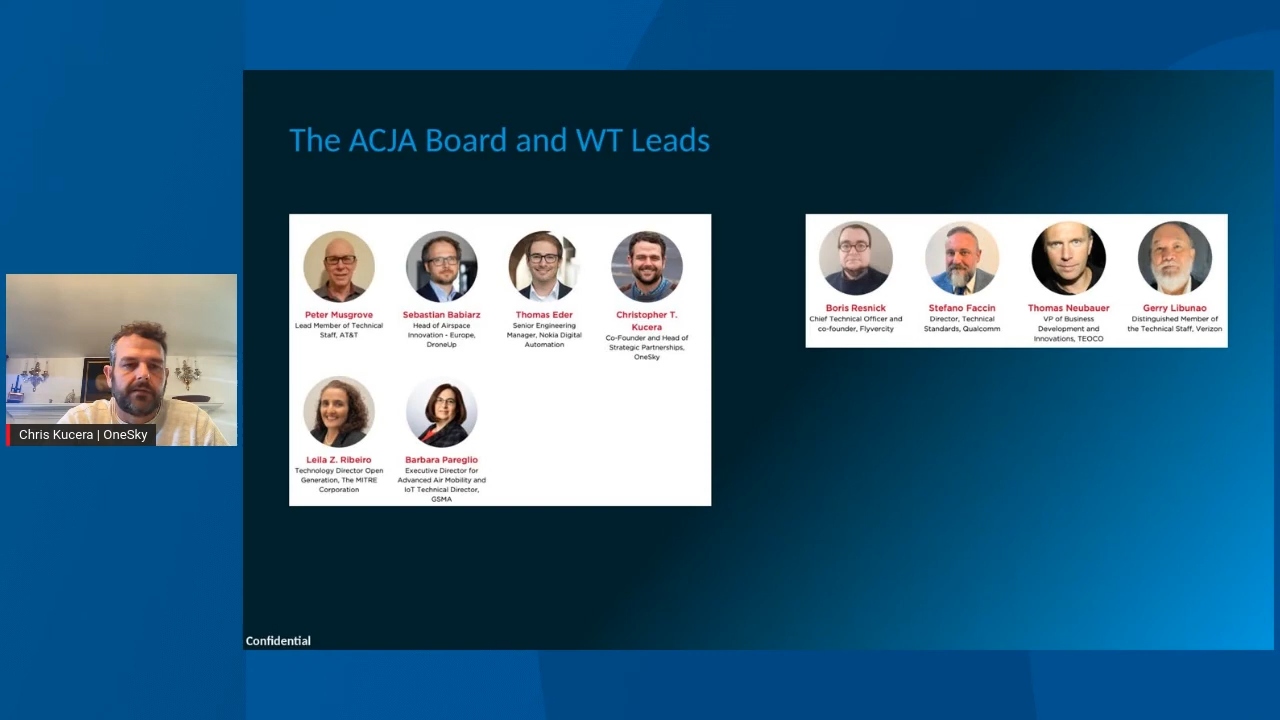 The ACJA Board and WT Leads
Peter Musgrove
Lead Member of Technical
Staff, AT&T
Sebastian Babiarz
Head of Airspace
Innovation - Europe,
DroneUp
Thomas Eder
Senior Engineering
Manager, Nokia Digital
Automation
Christopher T.
Kucera
Co-Founder and Head of
Strategic Partnerships,
OneSky
Leila Z. Ribeiro
Technology Director Open
Generation, The MITRE
Corporation
Barbara Pareglio
Executive Director for
Advanced Air Mobility and
IoT Technical Director,
GSMA
Boris Resnick
Chief Technical Officer and
co-founder, Flyvercity
Stefano Faccin
Director, Technical
Standards, Qualcomm
Thomas Neubauer
VP of Business
Development and
Innovations, TEOCO
Gerry Libunao
Distinguished Member of
the Technical Staff, Verizon
Chris Kucera | OneSky
Confidential